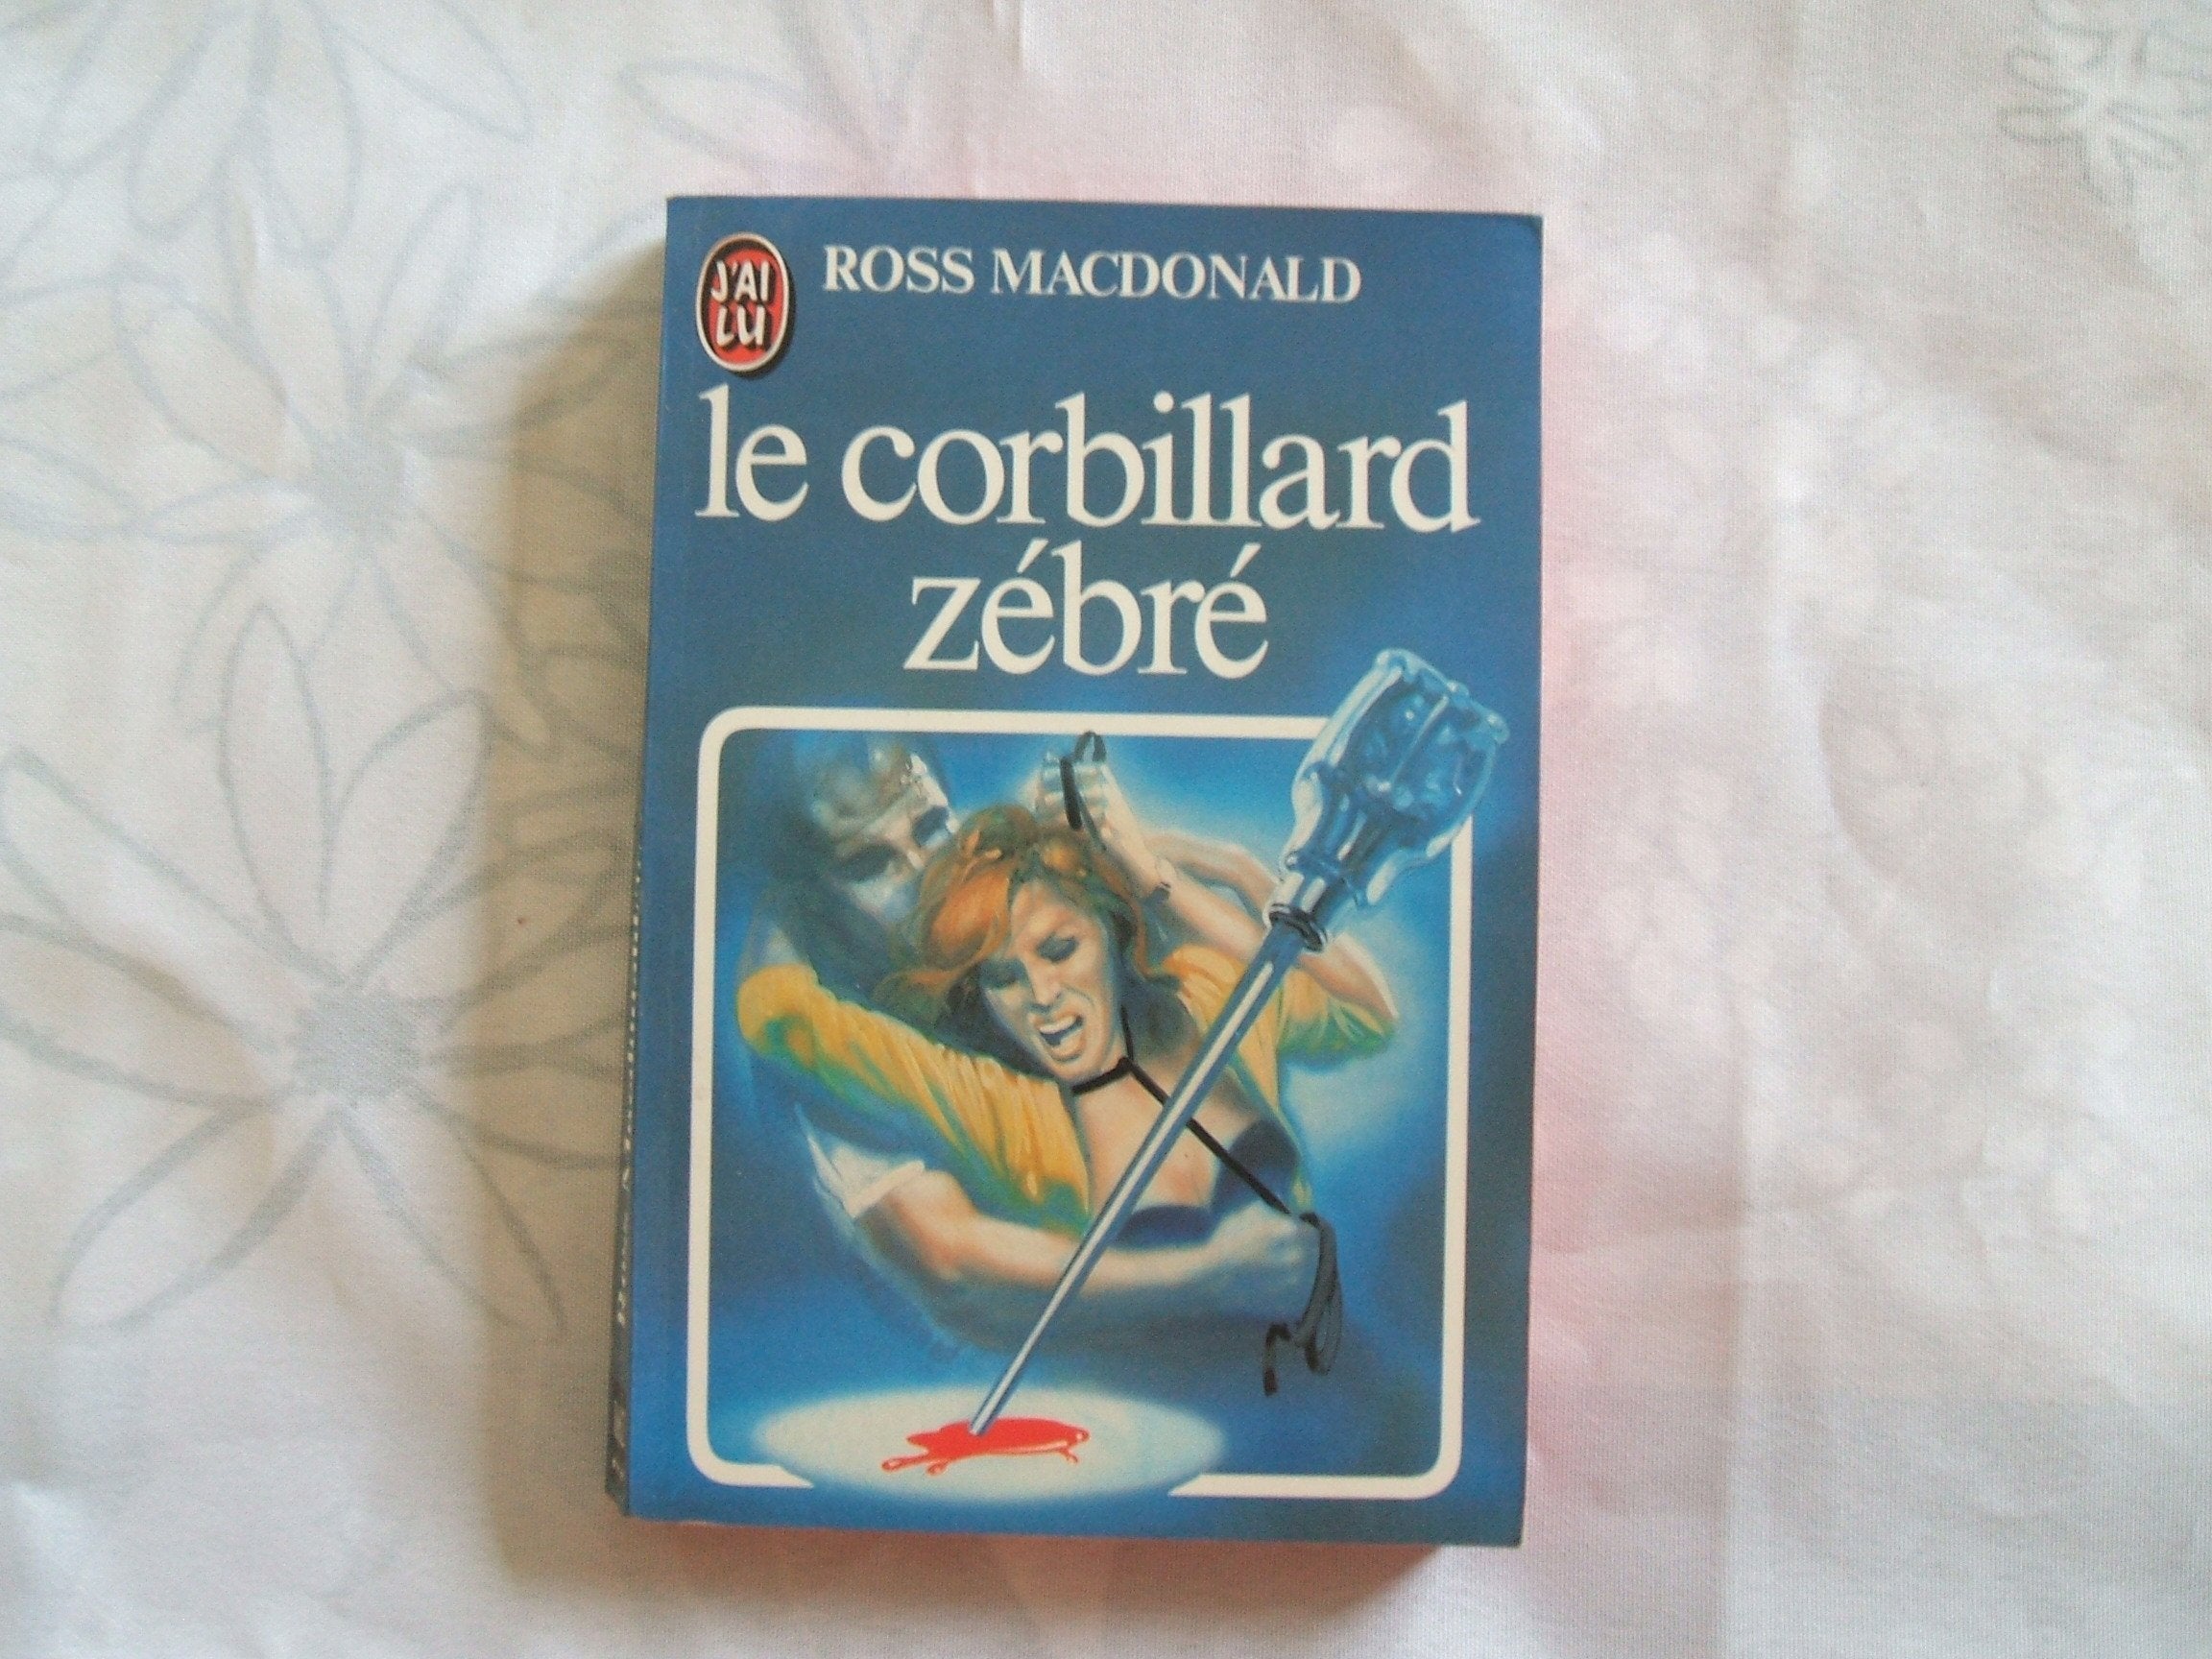 J'AI
LU
ROSS MACDONALD
le corbillard
zébré